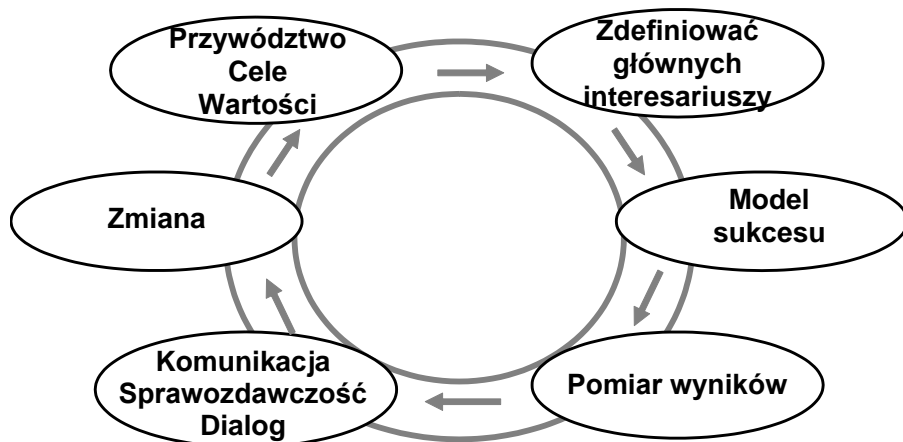 Przywództwo
Cele
Wartości
Zdefiniować
głównych
interesariuszy
Model
sukcesu
Pomiar wyników
Komunikacja
Sprawozdawczość
Dialog
Zmiana